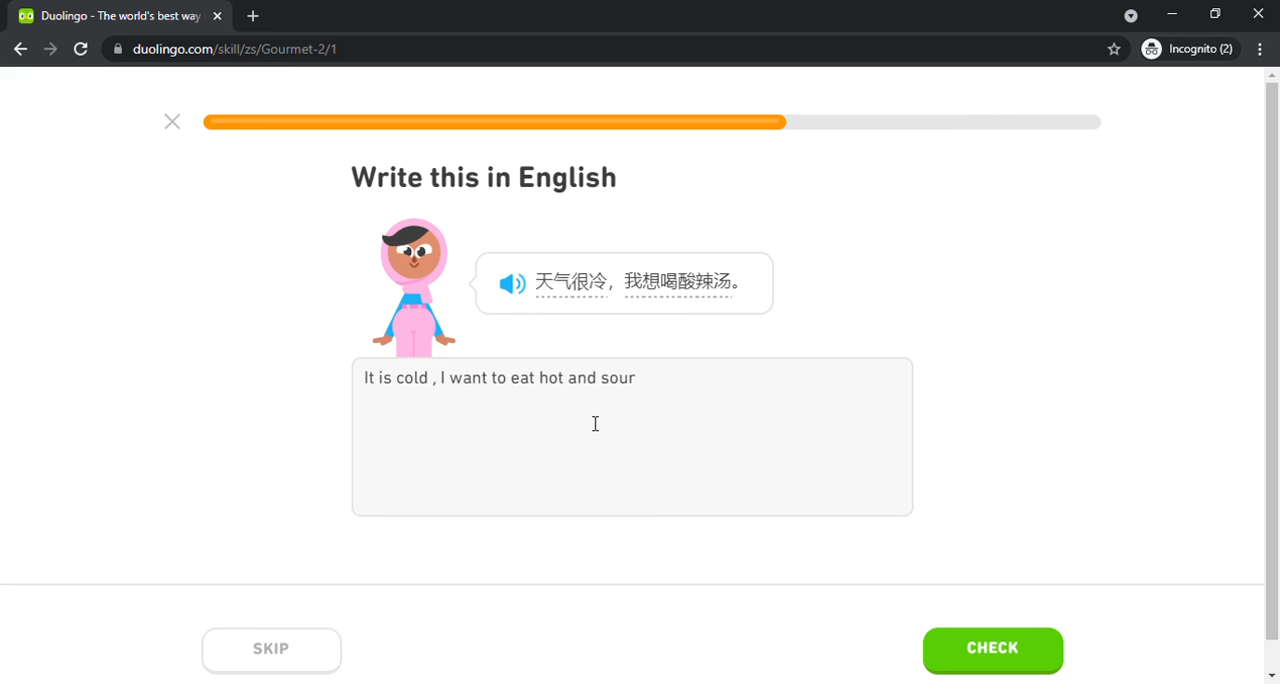 Duolingo - The world's best way
duolingo.com/skill/zs/Gourmet-2/1
Incognito (2)
Write this in English
天气很冷，我想喝酸辣汤。
It is cold , I want to eat hot and sour
SKIP
CHECK